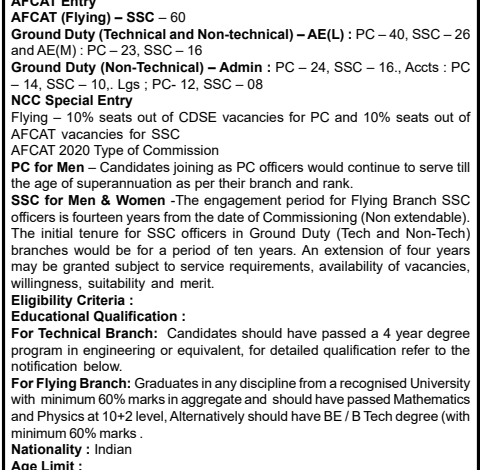 AFCAT Entry
AFCAT (Flying) – SSC – 60
Ground Duty (Technical and Non-technical) – AE(L) : PC – 40, SSC – 26
and AE(M) : PC – 23, SSC – 16
Ground Duty (Non-Technical) – Admin : PC – 24, SSC – 16., Accts : PC
– 14, SSC – 10,. Lgs ; PC- 12, SSC – 08
NCC Special Entry
Flying – 10% seats out of CDSE vacancies for PC and 10% seats out of
AFCAT vacancies for SSC
AFCAT 2020 Type of Commission
PC for Men – Candidates joining as PC officers would continue to serve till
the age of superannuation as per their branch and rank.
SSC for Men & Women -The engagement period for Flying Branch SSC
officers is fourteen years from the date of Commissioning (Non extendable).
The initial tenure for SSC officers in Ground Duty (Tech and Non-Tech)
branches would be for a period of ten years. An extension of four years
may be granted subject to service requirements, availability of vacancies,
willingness, suitability and merit.
Eligibility Criteria :
Educational Qualification :
For Technical Branch: Candidates should have passed a 4 year degree
program in engineering or equivalent, for detailed qualification refer to the
notification below.
For Flying Branch: Graduates in any discipline from a recognised University
with minimum 60% marks in aggregate and should have passed Mathematics
and Physics at 10+2 level, Alternatively should have BE / B Tech degree (with
minimum 60% marks .
Nationality : Indian
Age Limit :